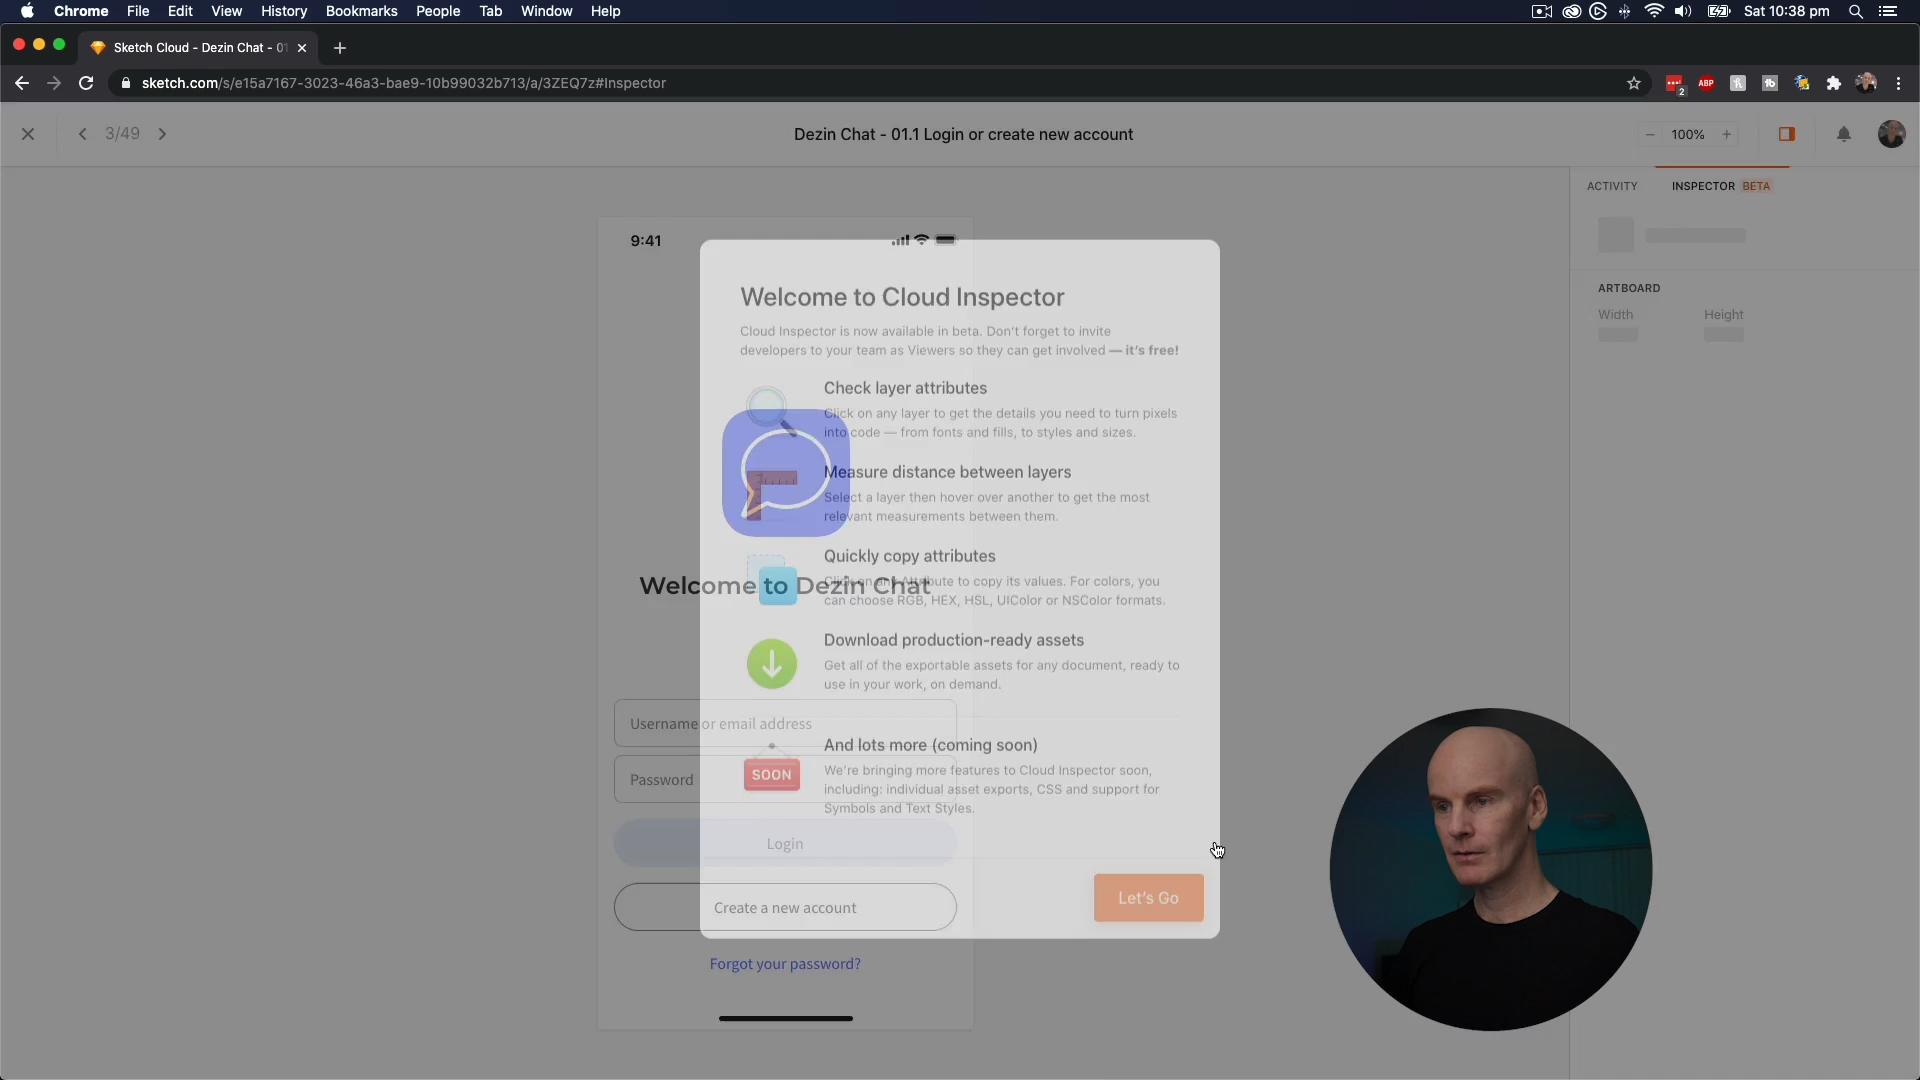 Chrome File Edit View History Bookmarks People Tab Window Help
Sat 10:38 pm
Sketch Cloud - Dezin Chat - 01
sketch.com/s/e15a7167-3023-46a3-bae9-10b99032b713/a/3ZEQ7z#Inspector
2
ABP
3/49
Dezin Chat - 01.1 Login or create new account
100%
ACTIVITY
INSPECTOR BETA
ARTBOARD
Width
Height
9:41
Welcome to Cloud Inspector
Cloud Inspector is now available in beta. Don't forget to invite
developers to your team as Viewers so they can get involved — it's free!
Check layer attributes
Click on any layer to get the details you need to turn pixels
into code — from fonts and fills, to styles and sizes.
Measure distance between layers
Select a layer then hover over another to get the most
relevant measurements between them.
Quickly copy attributes
Click on any Attribute to copy its values. For colors, you
can choose RGB, HEX, HSL, UIColor or NSColor formats.
Welcome to Dezin Chat
Download production-ready assets
Get all of the exportable assets for any document, ready to
use in your work, on demand.
Username or email address
And lots more (coming soon)
SOON
We're bringing more features to Cloud Inspector soon,
including: individual asset exports, CSS and support for
Symbols and Text Styles.
Password
Login
Let's Go
Create a new account
Forgot your password?